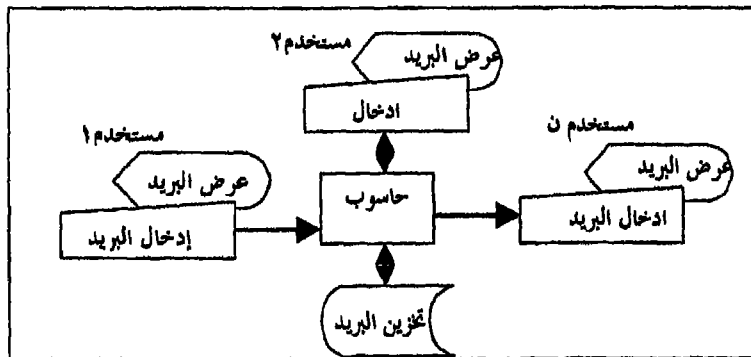 مستخدم٢
عرض البريد
ادخال
مستخدم١
عرض البريد
إدخال البريد
حاسوب
مستخدم ن
عرض البريد
ادخال البريد
تخزين البريد